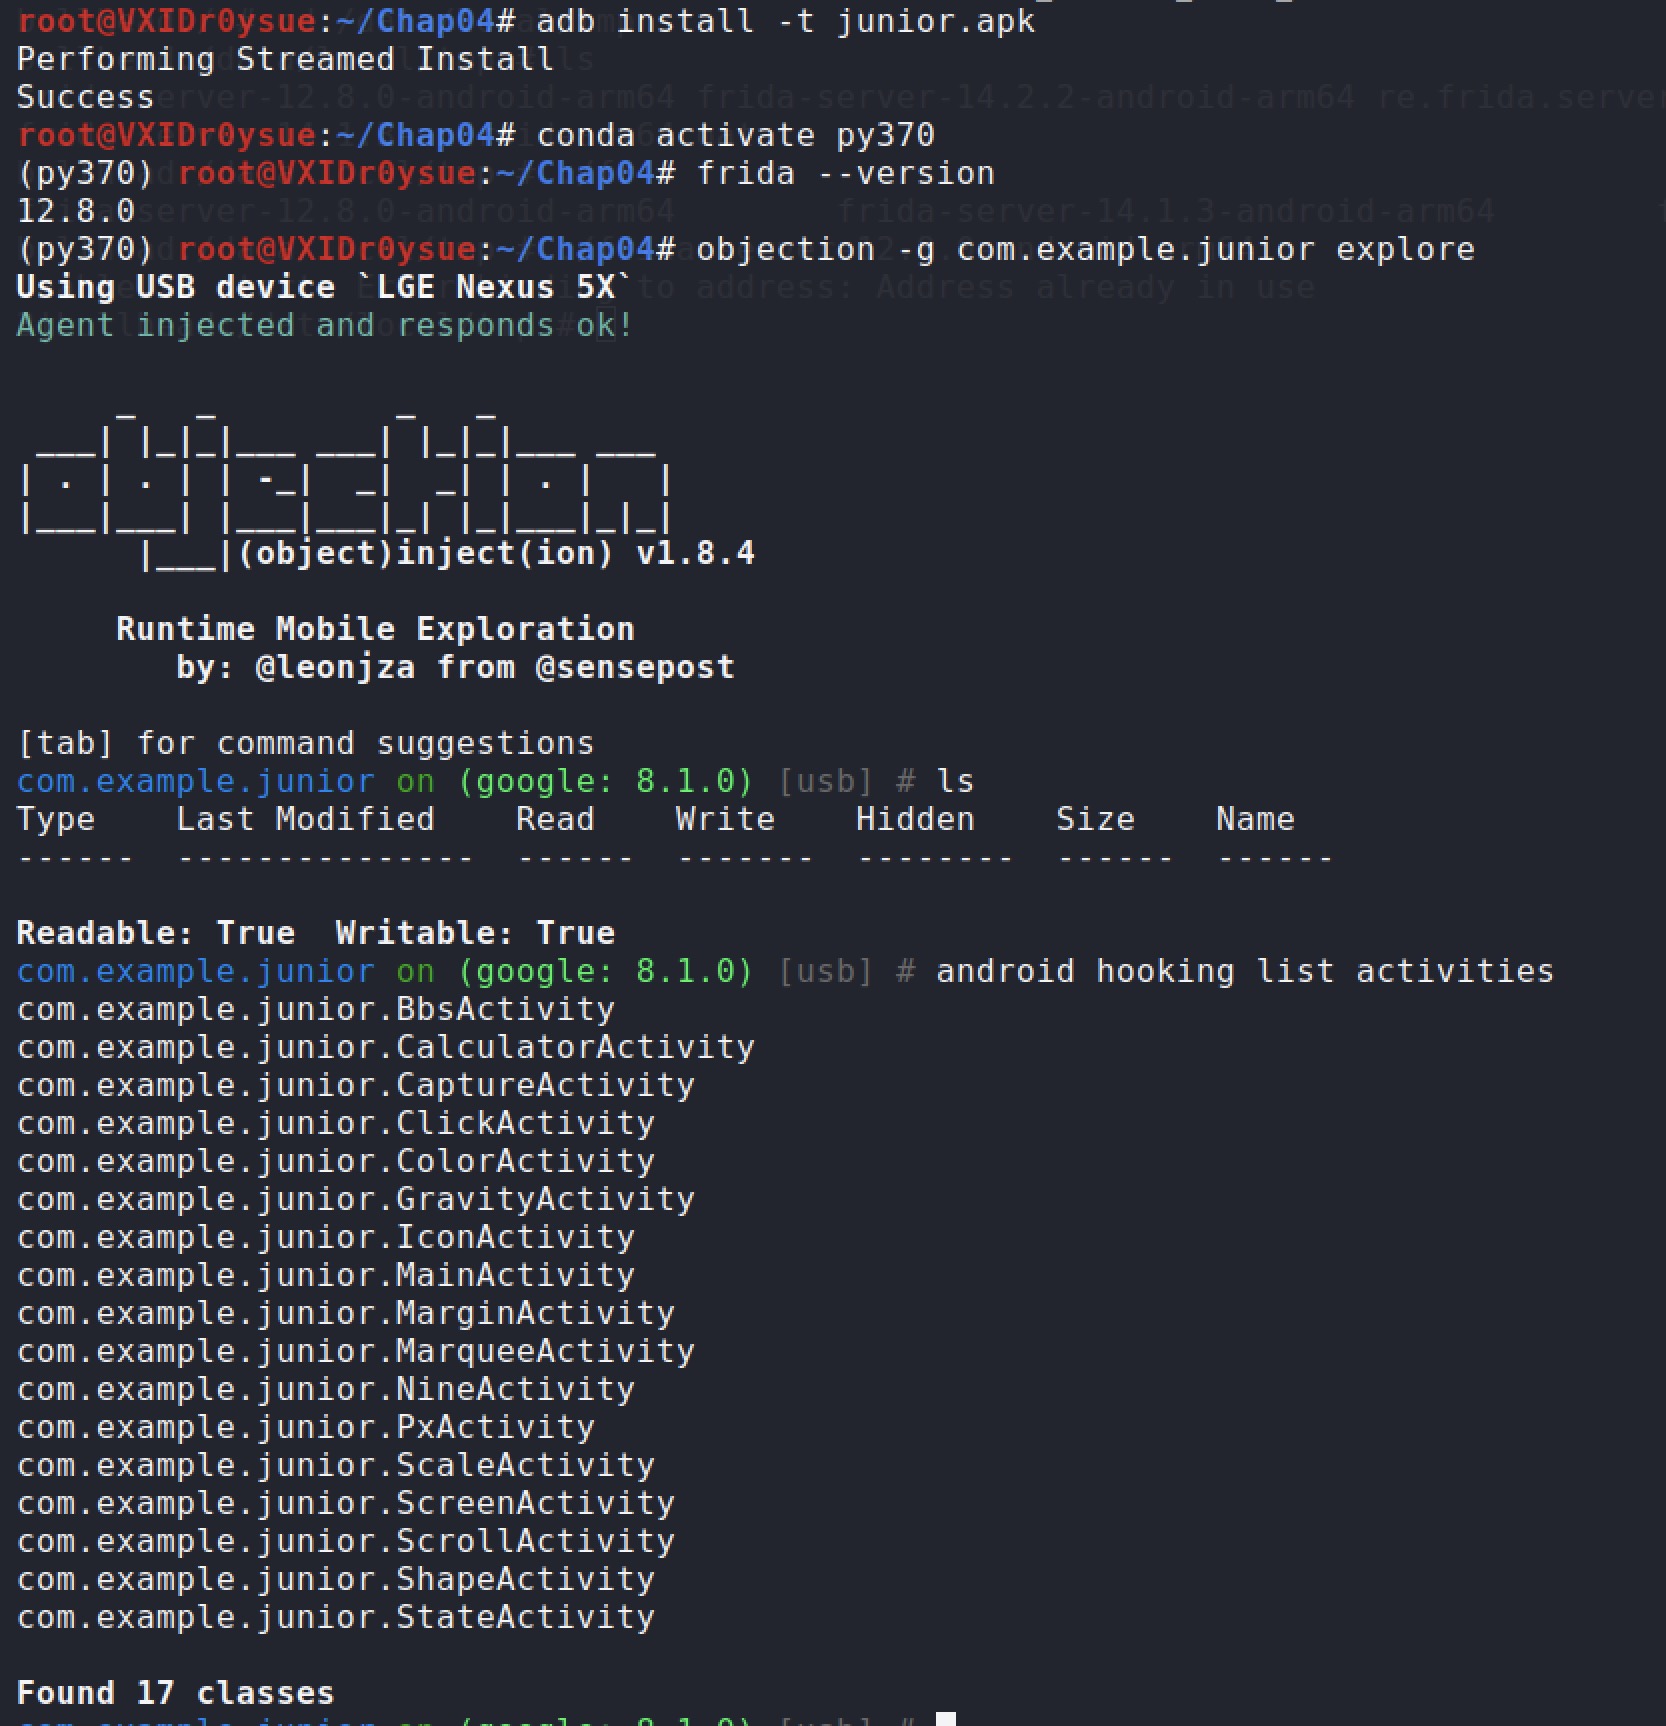 root@VXIDr0ysue:~/Chap04# adb install -t junior.apk
Performing Streamed Install
Success
root@VXIDr0ysue:~/Chap04# conda activate py370
(py370) root@VXIDr0ysue:~/Chap04# frida --version
12.8.0
(py370) root@VXIDr0ysue:~/Chap04# objection -g com.example.junior explore
Using USB device `LGE Nexus 5X`
Agent injected and responds ok!
     _   _         _   _
 ___| |_|_|___ ___| |_|_|___ ___
| . | . | | -_|  _|  _| | . |   |
|___|___| |___|___|_| |_|___|_|_|
      |___|(object)inject(ion) v1.8.4
Runtime Mobile Exploration
by: @leonjza from @sensepost
[tab] for command suggestions
com.example.junior on (google: 8.1.0) [usb] # ls
Type    Last Modified    Read    Write    Hidden    Size    Name
------  ---------------  ------  -------  --------  ------  ------
Readable: True  Writable: True
com.example.junior on (google: 8.1.0) [usb] # android hooking list activities
com.example.junior.BbsActivity
com.example.junior.CalculatorActivity
com.example.junior.CaptureActivity
com.example.junior.ClickActivity
com.example.junior.ColorActivity
com.example.junior.GravityActivity
com.example.junior.IconActivity
com.example.junior.MainActivity
com.example.junior.MarginActivity
com.example.junior.MarqueeActivity
com.example.junior.NineActivity
com.example.junior.PxActivity
com.example.junior.ScaleActivity
com.example.junior.ScreenActivity
com.example.junior.ScrollActivity
com.example.junior.ShapeActivity
com.example.junior.StateActivity
Found 17 classes
com.example.junior on (google: 8.1.0) [usb] #